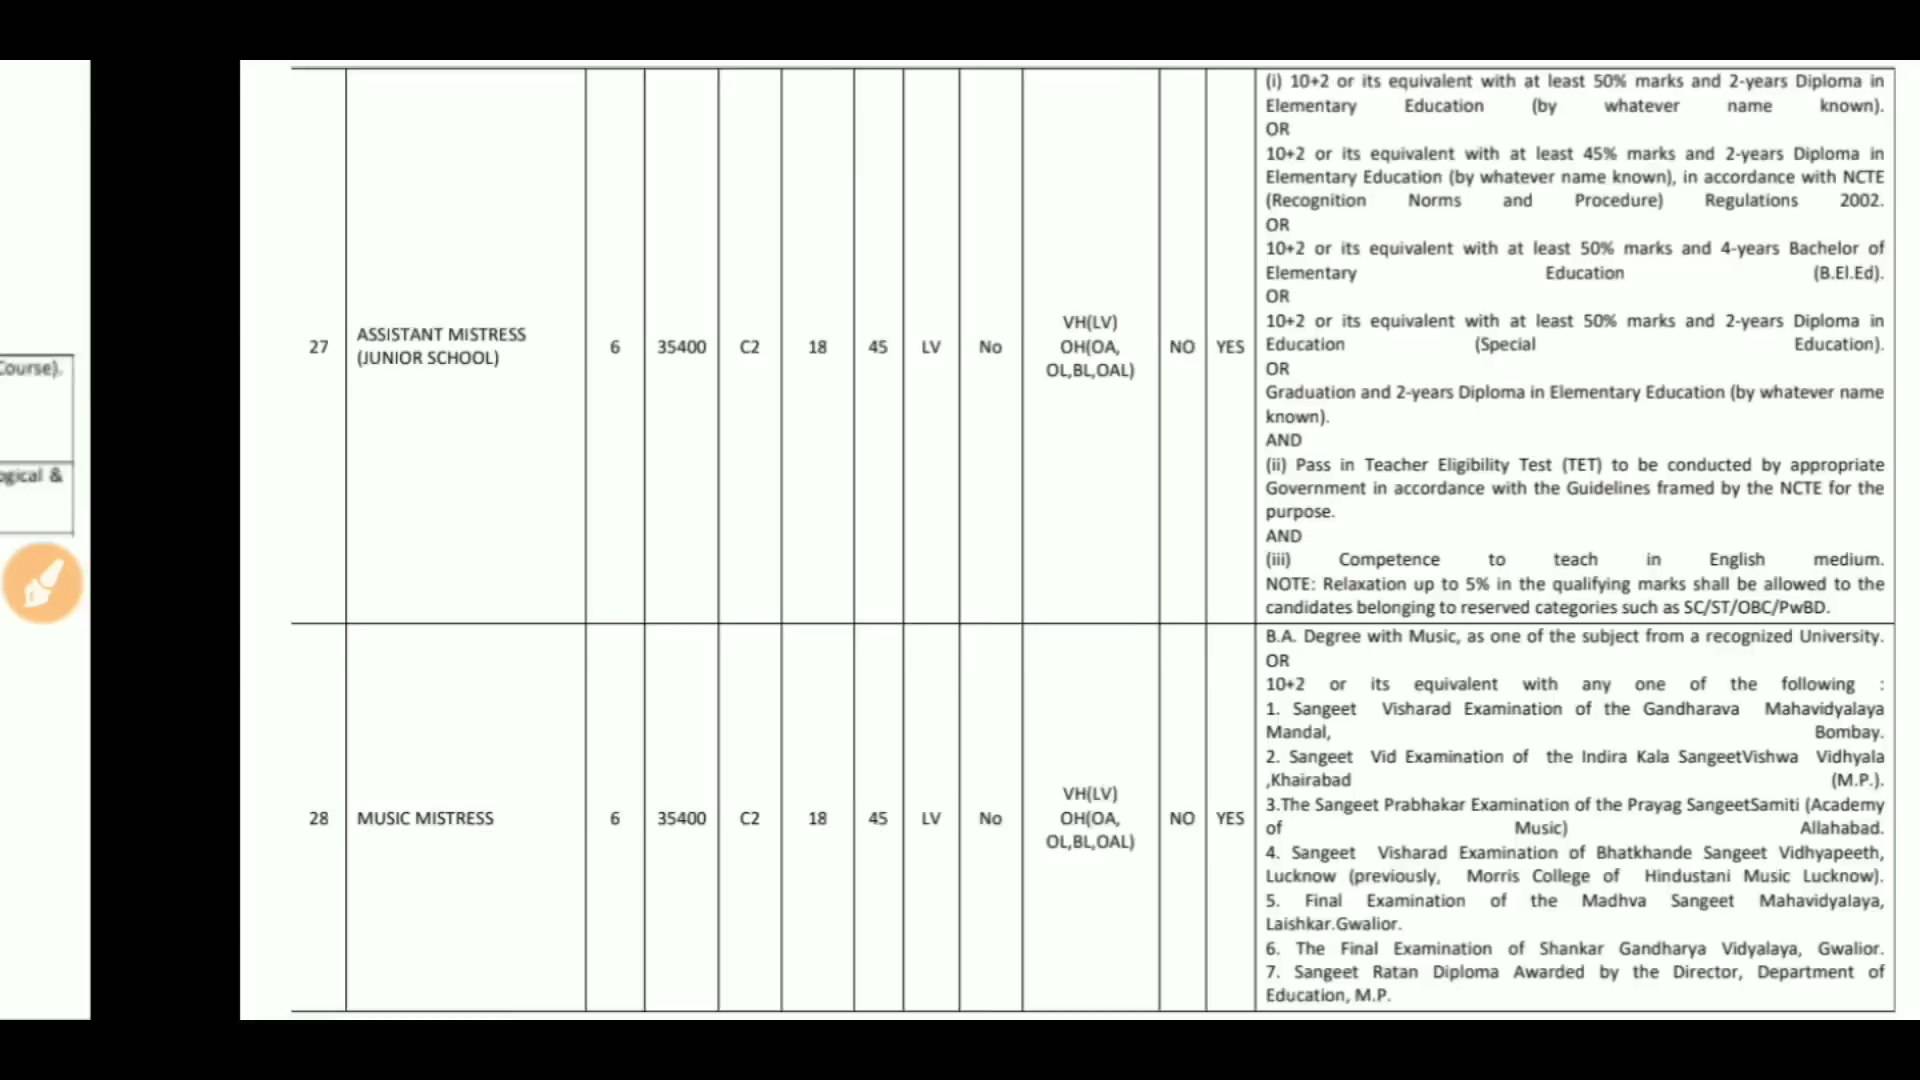 Course).
ogical &
27
ASSISTANT MISTRESS
(JUNIOR SCHOOL)
6
35400
C2
18
45
LV
No
VH(LV)
OH(OA,
OL,BL,OAL)
NO
YES
(i) 10+2 or its equivalent with at least 50% marks and 2-years Diploma in
Elementary Education (by whatever name known).
OR
10+2 or its equivalent with at least 45% marks and 2-years Diploma in
Elementary Education (by whatever name known), in accordance with NCTE
(Recognition Norms and Procedure) Regulations 2002.
OR
10+2 or its equivalent with at least 50% marks and 4-years Bachelor of
Elementary Education (B.El.Ed).
OR
10+2 or its equivalent with at least 50% marks and 2-years Diploma in
Education (Special Education).
OR
Graduation and 2-years Diploma in Elementary Education (by whatever name
known).
AND
(ii) Pass in Teacher Eligibility Test (TET) to be conducted by appropriate
Government in accordance with the Guidelines framed by the NCTE for the
purpose.
AND
(iii) Competence to teach in English medium.
NOTE: Relaxation up to 5% in the qualifying marks shall be allowed to the
candidates belonging to reserved categories such as SC/ST/OBC/PwBD.
28
MUSIC MISTRESS
6
35400
C2
18
45
LV
No
VH(LV)
OH(OA,
OL,BL,OAL)
NO
YES
B.A. Degree with Music, as one of the subject from a recognized University.
OR
10+2 or its equivalent with any one of the following :
1. Sangeet Visharad Examination of the Gandharava Mahavidyalaya
Mandal, Bombay.
2. Sangeet Vid Examination of the Indira Kala SangeetVishwa Vidhyala
,Khairabad (M.P.).
3.The Sangeet Prabhakar Examination of the Prayag SangeetSamiti (Academy
of Music) Allahabad.
4. Sangeet Visharad Examination of Bhatkhande Sangeet Vidhyapeeth,
Lucknow (previously, Morris College of Hindustani Music Lucknow).
5. Final Examination of the Madhva Sangeet Mahavidyalaya,
Laishkar.Gwalior.
6. The Final Examination of Shankar Gandharya Vidyalaya, Gwalior.
7. Sangeet Ratan Diploma Awarded by the Director, Department of
Education, M.P.